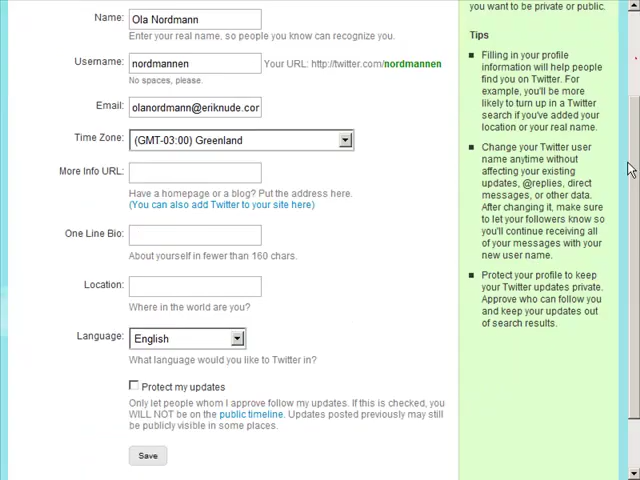 you want to be private or public.
Name: Ola Nordmann
Enter your real name, so people you know can recognize you.
Username: nordmannen Your URL: http://twitter.com/nordmannen
No spaces, please.
Email: olanordmann@eriknude.cor
Time Zone: (GMT-03:00) Greenland
More Info URL:
Have a homepage or a blog? Put the address here.
(You can also add Twitter to your site here)
One Line Bio:
About yourself in fewer than 160 chars.
Location:
Where in the world are you?
Language: English
What language would you like to Twitter in?
Protect my updates
Only let people whom I approve follow my updates. If this is checked, you
WILL NOT be on the public timeline. Updates posted previously may still
be publicly visible in some places.
Save
Tips
Filling in your profile
information will help people
find you on Twitter. For
example, you'll be more
likely to turn up in a Twitter
search if you've added your
location or your real name.
Change your Twitter user
name anytime without
affecting your existing
updates, @replies, direct
messages, or other data.
After changing it, make sure
to let your followers know so
you'll continue receiving all
of your messages with your
new user name.
Protect your profile to keep
your Twitter updates private.
Approve who can follow you
and keep your updates out
of search results.